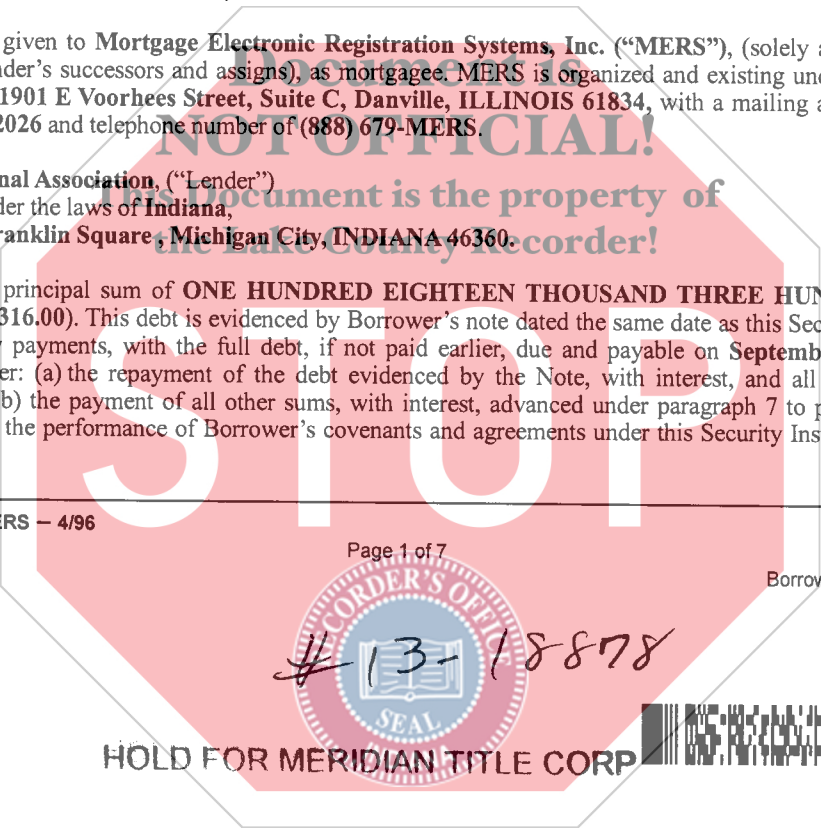 given to Mortgage Electronic Registration Systems, Inc. ("MERS"), (solely a
nder's successors and assigns), as mortgagee. MERS is organized and existing un
1901 E Voorhees Street, Suite C, Danville, ILLINOIS 61834, with a mailing a
2026 and telephone number of (888) 679-MERS.
Document is
NOT OFFICIAL!
This Document is the property of
the Lake County Recorder!
nal Association, ("Lender")
der the laws of Indiana,
ranklin Square , Michigan City, INDIANA 46360.
principal sum of ONE HUNDRED EIGHTEEN THOUSAND THREE HUN
316.00). This debt is evidenced by Borrower's note dated the same date as this Sec
payments, with the full debt, if not paid earlier, due and payable on Septemb
er: (a) the repayment of the debt evidenced by the Note, with interest, and all
b) the payment of all other sums, with interest, advanced under paragraph 7 to p
the performance of Borrower's covenants and agreements under this Security Ins
STOP
ERS – 4/96
Page 1 of 7
Borrow
RECORDER'S OFFICE
SEAL
# 13-18878
HOLD FOR MERIDIAN TITLE CORP